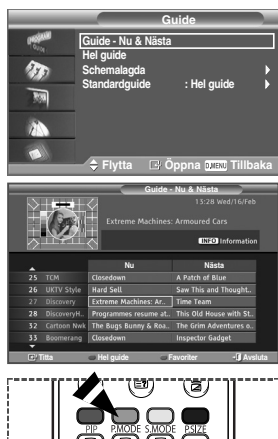 Guide
Guide - Nu & Nästa
Hel guide
Schemalagda
Standardguide : Hel guide
Flytta Öppna D.MENU Tillbaka
Guide - Nu & Nästa
13:28 Wed/16/Feb
Extreme Machines: Armoured Cars
INFO Information
Nu Nästa
25 TCM Closedown A Patch of Blue
26 UKTV Style Hard Sell Saw This and Thought..
27 Discovery Extreme Machines: Ar.. Time Team
28 DiscoveryH.. Programmes resume at.. This Old House with St..
32 Cartoon Nwk The Bugs Bunny & Roa.. The Grim Adventures o..
33 Boomerang Closedown Inspector Gadget
Titta Hel guide Favoriter Avsluta
PIP P.MODE S.MODE P.SIZE